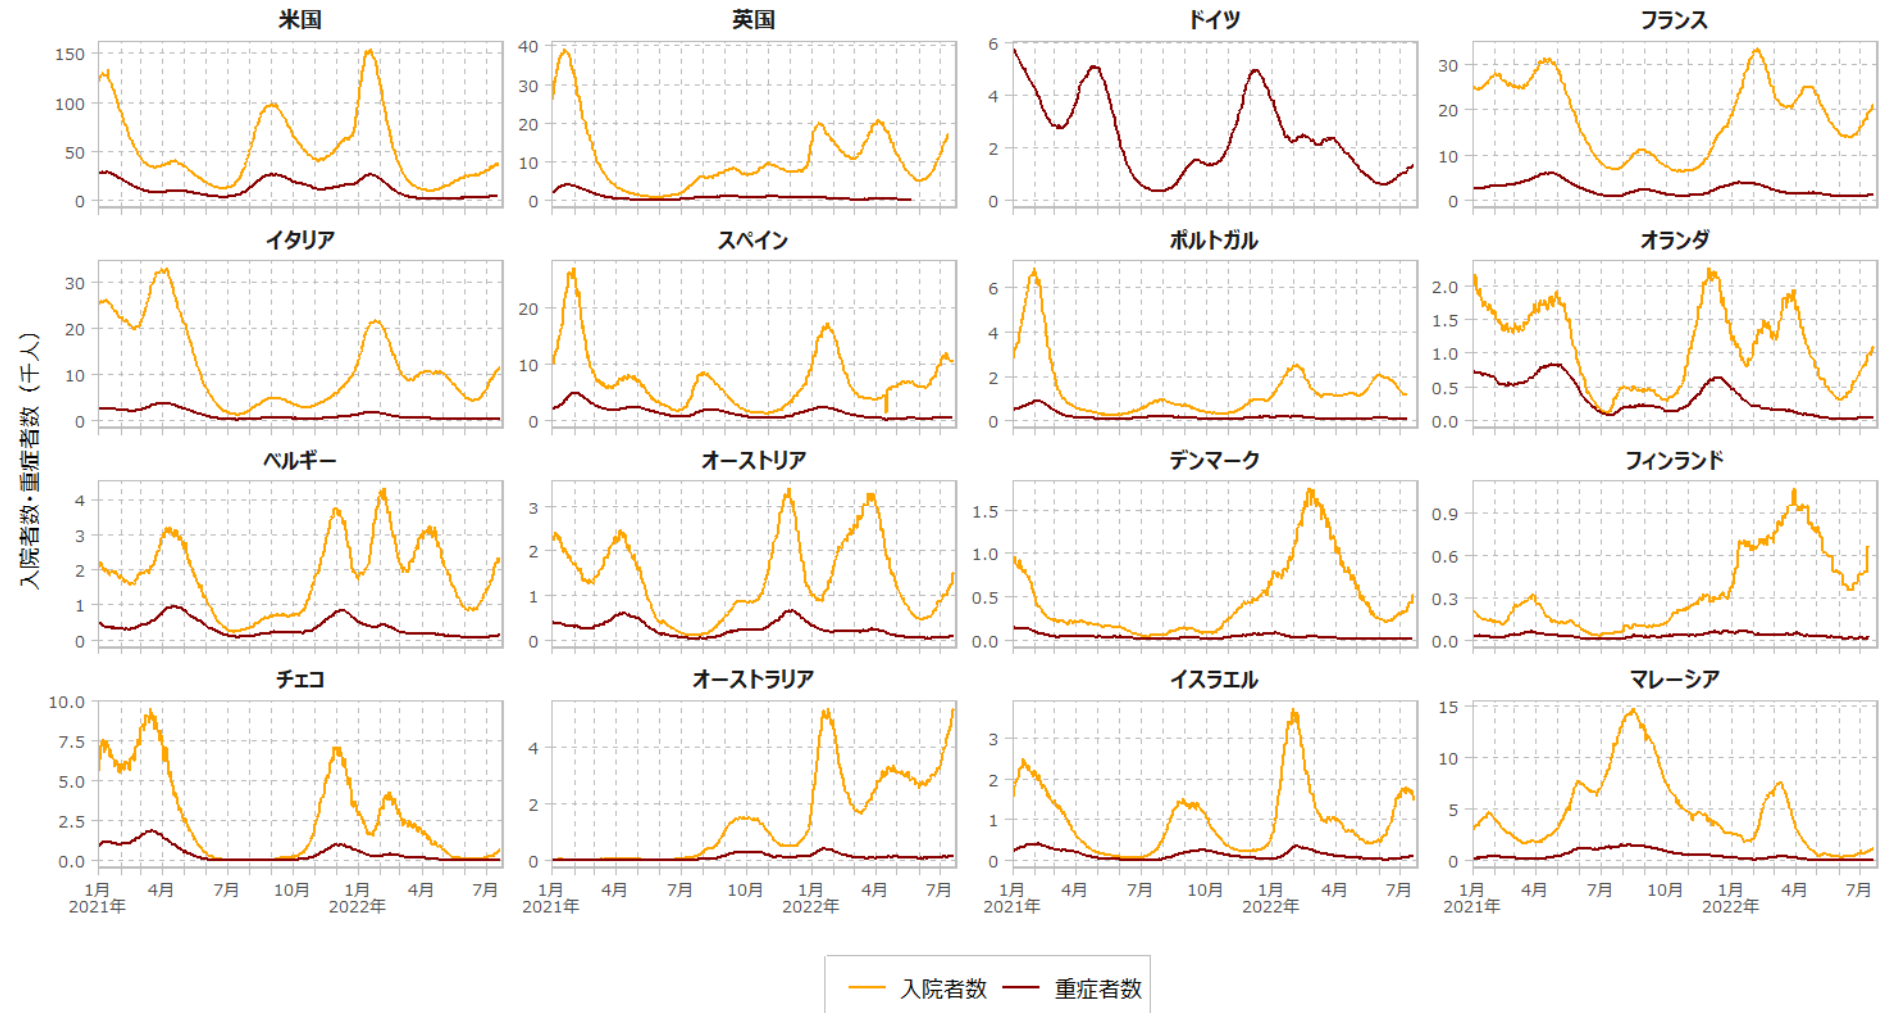 米国
英国
ドイツ
フランス
150
100
50
0
40
30
20
10
0
6
4
2
0
30
20
10
0
イタリア
スペイン
ポルトガル
オランダ
30
20
10
0
20
10
0
6
4
2
0
2.0
1.5
1.0
0.5
0.0
入院者数・重症者数（千人）
ベルギー
オーストリア
デンマーク
フィンランド
4
3
2
1
0
3
2
1
0
1.5
1.0
0.5
0.0
0.9
0.6
0.3
0.0
チェコ
オーストラリア
イスラエル
マレーシア
10.0
7.5
5.0
2.5
0.0
4
2
0
3
2
1
0
15
10
5
0
1月 4月 7月 10月 1月 4月 7月
2021年 2022年
1月 4月 7月 10月 1月 4月 7月
2021年 2022年
1月 4月 7月 10月 1月 4月 7月
2021年 2022年
1月 4月 7月 10月 1月 4月 7月
2021年 2022年
入院者数 重症者数